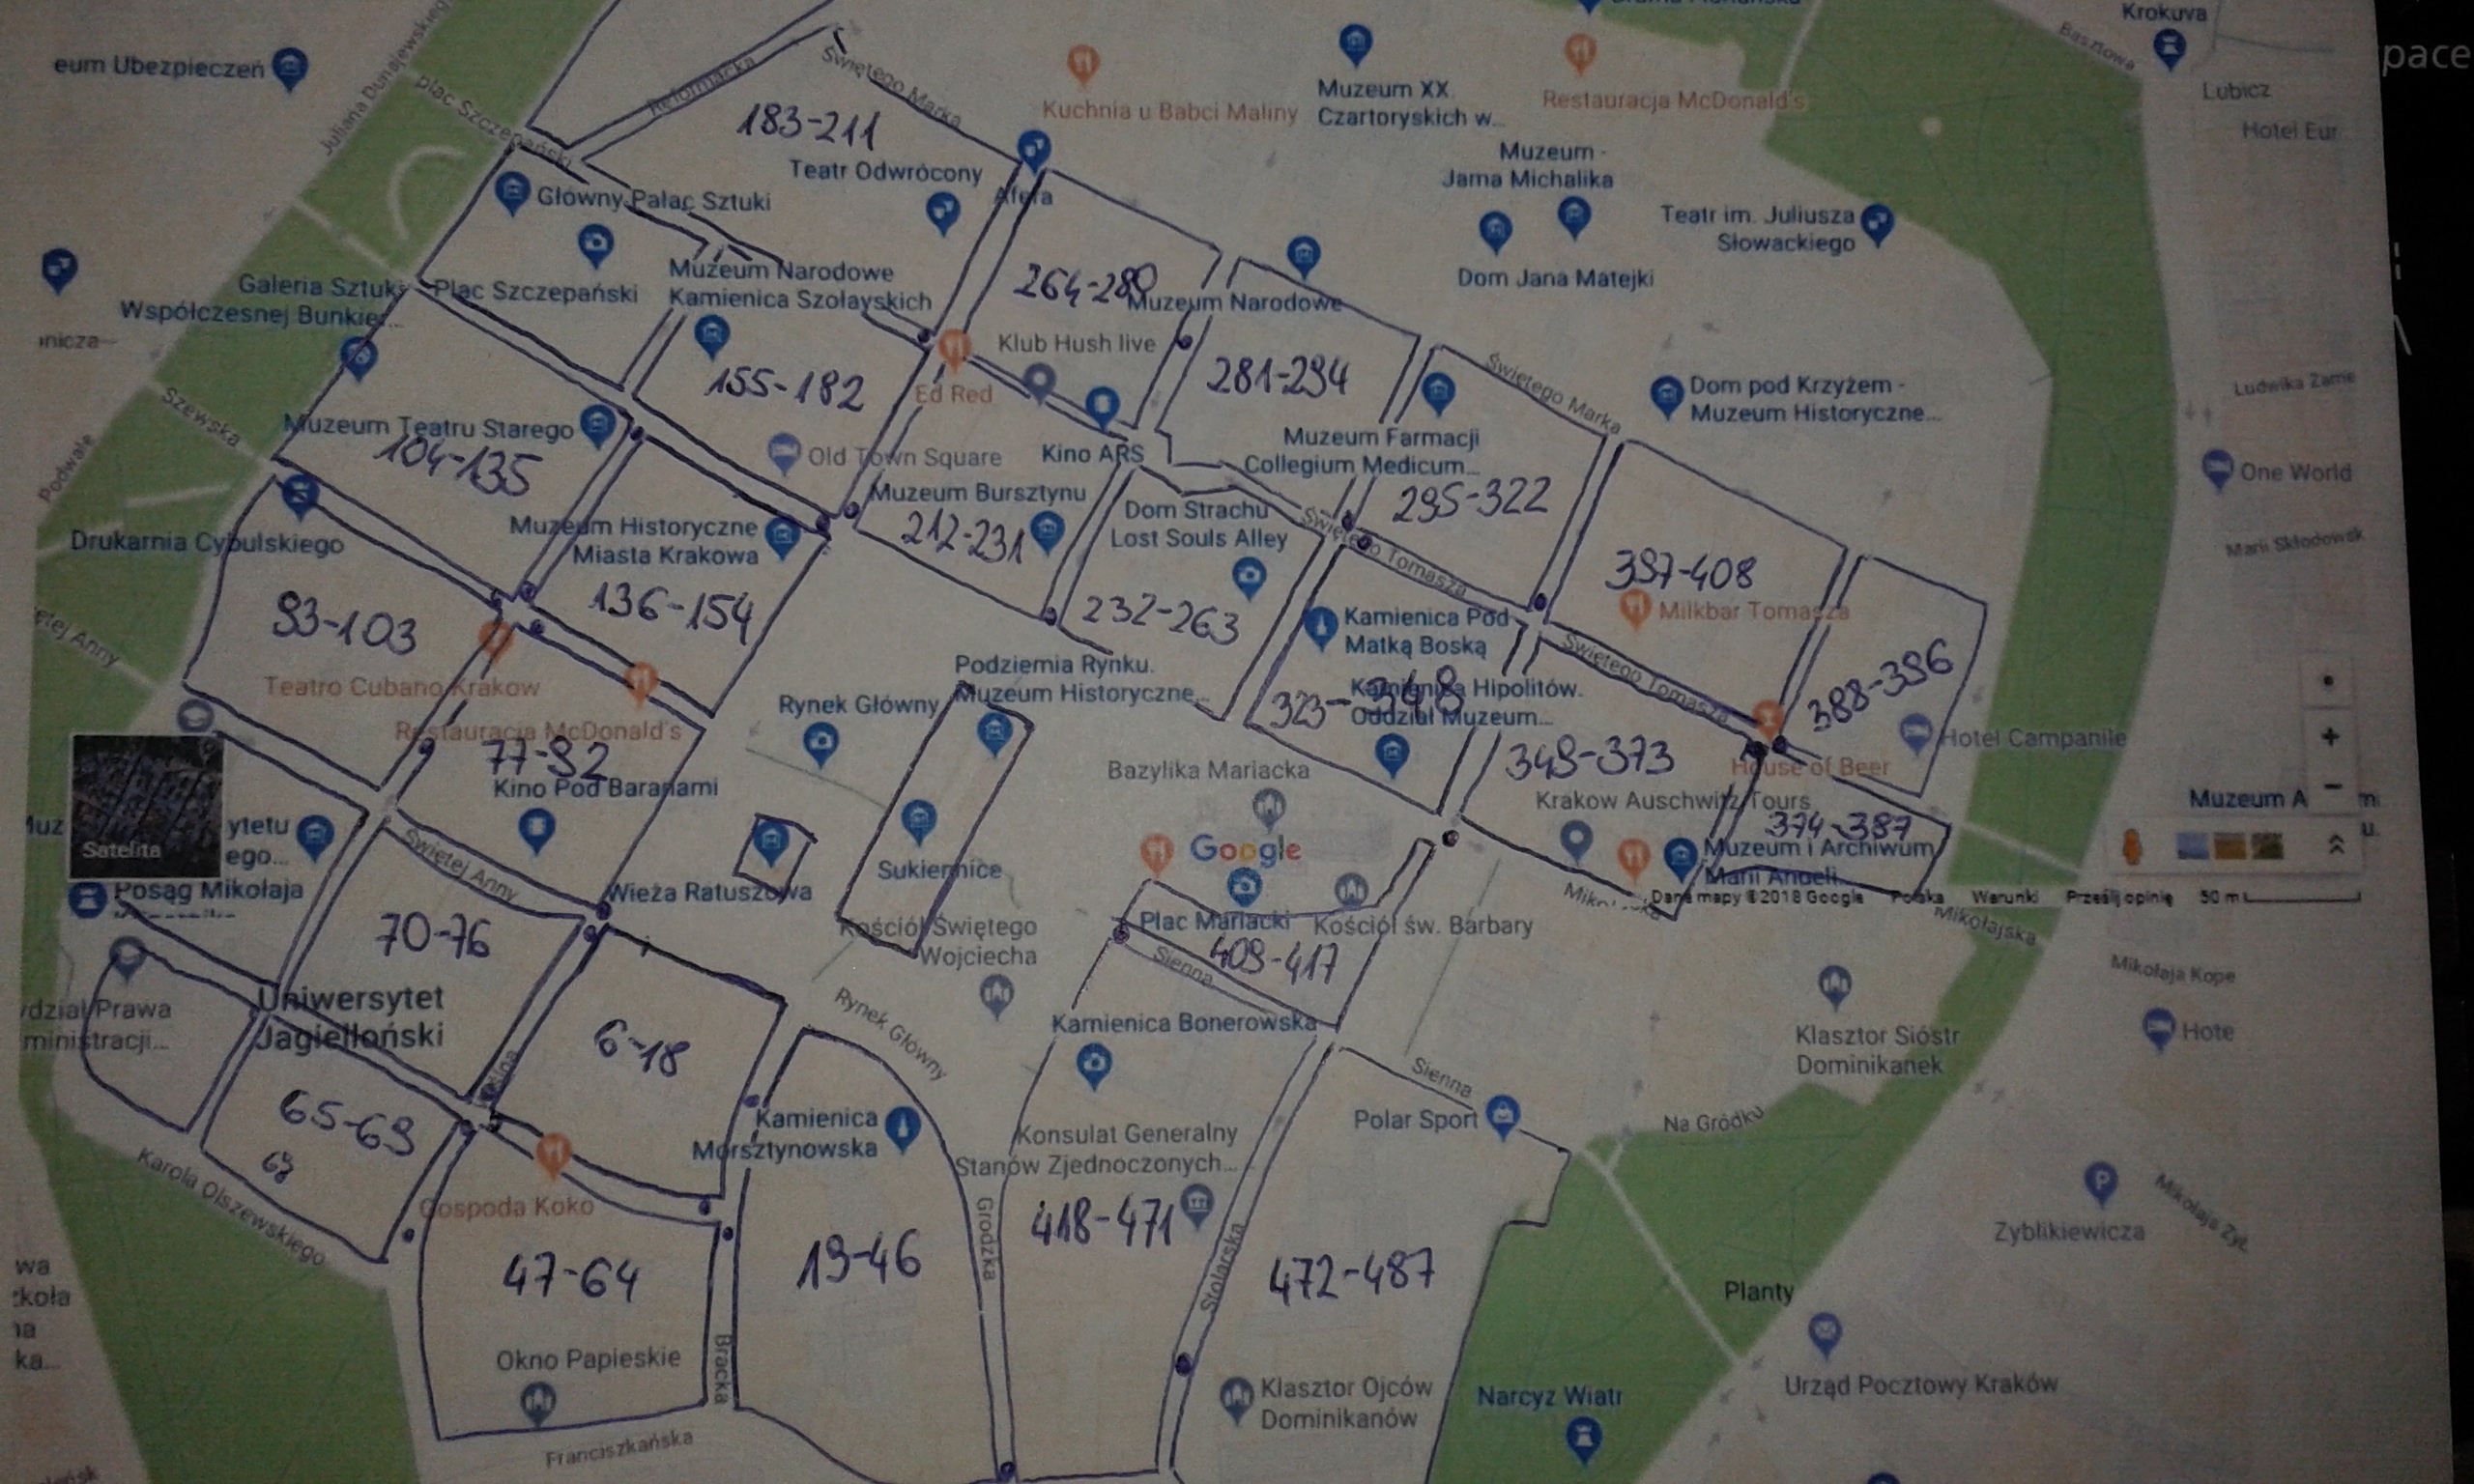 Krokuva
eum Ubezpieczeń
Juliana Dunajewskieg
plac Szczepański
Reformacka
Świętego Marka
183-211
Kuchnia u Babci Maliny
Muzeum XX.
Czartoryskich w...
Restauracja McDonald's
Basztowa
pace
Lubicz
Hotel Eur
Muzeum -
Jama Michalika
Teatr Odwrócony
Afera
Główny Pałac Sztuki
Teatr im. Juliusza
Słowackiego
Dom Jana Matejki
Galeria Sztuki
Współczesnej Bunkier...
Plac Szczepański
Muzeum Narodowe
Kamienica Szołayskich
264-280
Muzeum Narodowe
nicza
Klub Hush live
155-182
Ed Red
281-294
Świętego Marka
Dom pod Krzyżem -
Muzeum Historyczne...
Ludwika Zame
Szewska
Podwale
Muzeum Teatru Starego
104-135
Old Town Square
Kino ARS
Muzeum Farmacji
Collegium Medicum...
One World
Muzeum Bursztynu
212-231
Dom Strachu
Lost Souls Alley
295-322
Świętego Tomasza
Drukarnia Cybulskiego
Muzeum Historyczne
Miasta Krakowa
136-154
Marii Skłodowsk
93-103
232-263
Kamienica Pod
Matką Boską
397-408
Milkbar Tomasza
ętej Anny
Teatro Cubano Krakow
Restauracja McDonald's
Rynek Główny
Podziemia Rynku.
Muzeum Historyczne...
Kamienica Hipolitów.
Oddział Muzeum...
323-348
Świętego Tomasza
388-396
Hotel Campanile
77-92
Kino Pod Baranami
Bazylika Mariacka
349-373
House of Beer
Krakow Auschwitz Tours
374-387
Muzeum i Archiwum
Marii Angeli...
Muzeum A
Satelita
ytetu
ego...
Posąg Mikołaja
Świętej Anny
Wieża Ratuszowa
Sukiennice
Google
Dane mapy ©2018 Google Polska Warunki Prześlij opinię 50 m
Mikołajska
70-76
Kościół Świętego
Wojciecha
Plac Mariacki
Kościół św. Barbary
Sienna
409-417
Mikołaja Kope
Uniwersytet
Jagielloński
ydział Prawa
ministracji...
6-18
Rynek Główny
Kamienica Bonerowska
Klasztor Sióstr
Dominikanek
Hote
Sienna
65-69
68
Kamienica
Morsztynowska
Konsulat Generalny
Stanów Zjednoczonych...
Polar Sport
Na Gródku
Karola Olszewskiego
Gospoda Koko
47-64
19-46
Grodzka
418-471
Stolarska
472-487
Zyblikiewicza
Mikołaja Zyl
Planty
Okno Papieskie
Bracka
Franciszkańska
Klasztor Ojców
Dominikanów
Narcyz Wiatr
Urząd Pocztowy Kraków